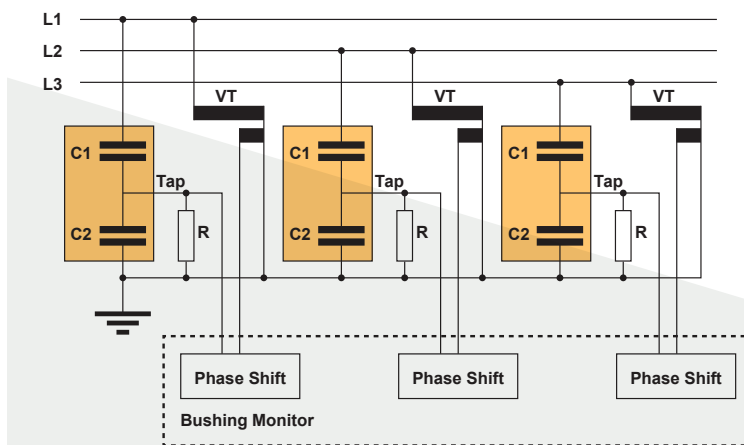 L1
L2
L3
VT
VT
VT
C1
Tap
C1
Tap
C1
Tap
C2
R
C2
R
C2
R
Phase Shift
Phase Shift
Phase Shift
Bushing Monitor